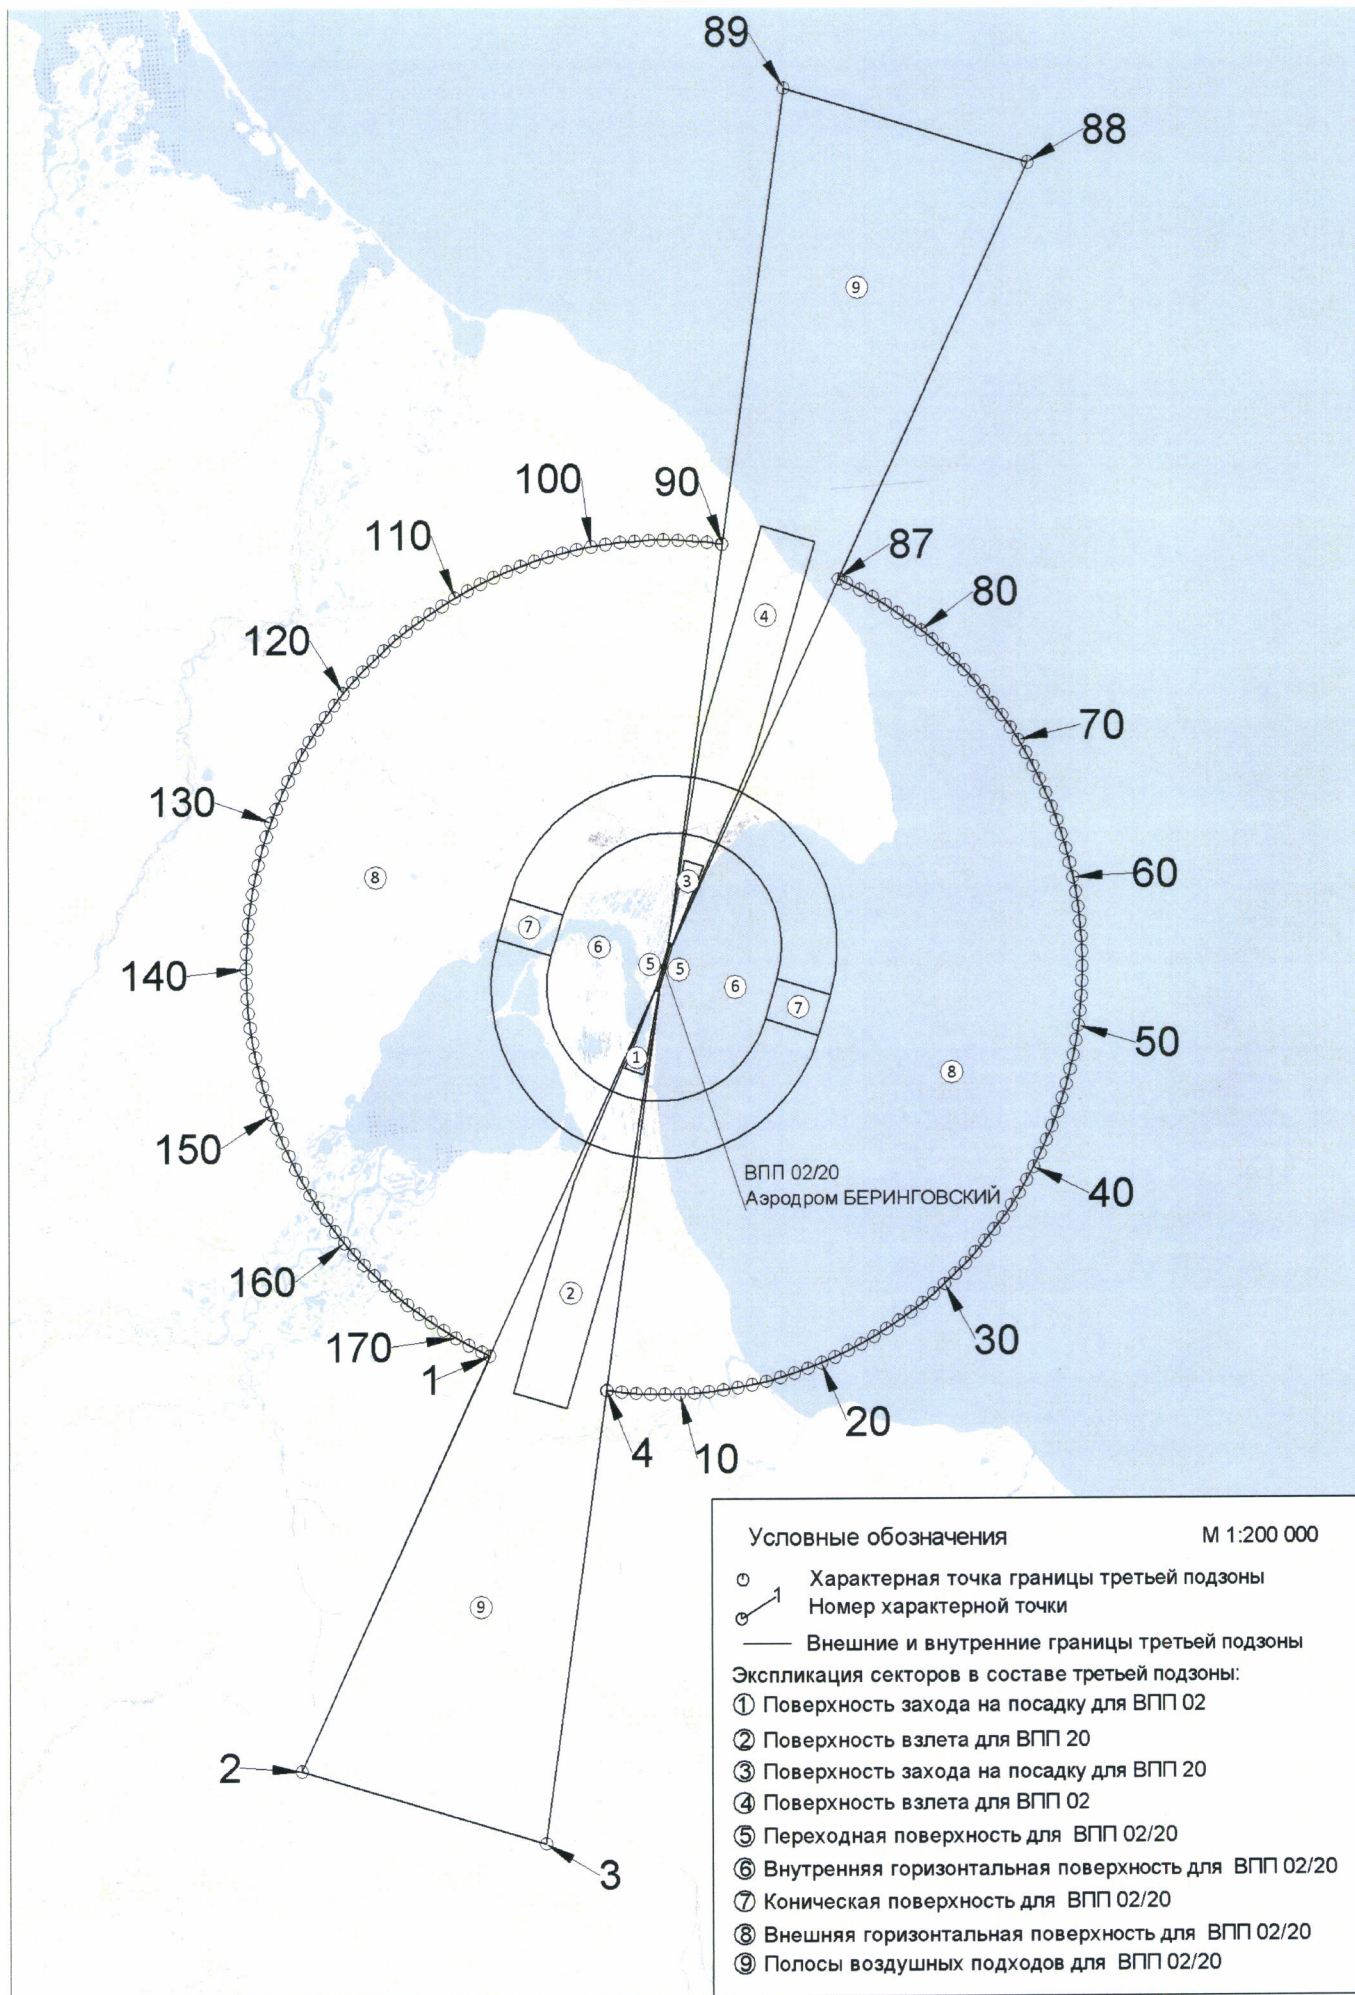 89
88
9
100
90
110
87
4
80
120
70
130
60
8
3
7
6
5
5
6
140
7
50
1
8
150
ВПП 02/20
Аэродром БЕРИНГОВСКИЙ
40
160
2
170
30
1
20
4
10
9
2
3
Условные обозначения М 1:200 000
Характерная точка границы третьей подзоны
1
Номер характерной точки
Внешние и внутренние границы третьей подзоны
Экспликация секторов в составе третьей подзоны:
1 Поверхность захода на посадку для ВПП 02
2 Поверхность взлета для ВПП 20
3 Поверхность захода на посадку для ВПП 20
4 Поверхность взлета для ВПП 02
5 Переходная поверхность для ВПП 02/20
6 Внутренняя горизонтальная поверхность для ВПП 02/20
7 Коническая поверхность для ВПП 02/20
8 Внешняя горизонтальная поверхность для ВПП 02/20
9 Полосы воздушных подходов для ВПП 02/20